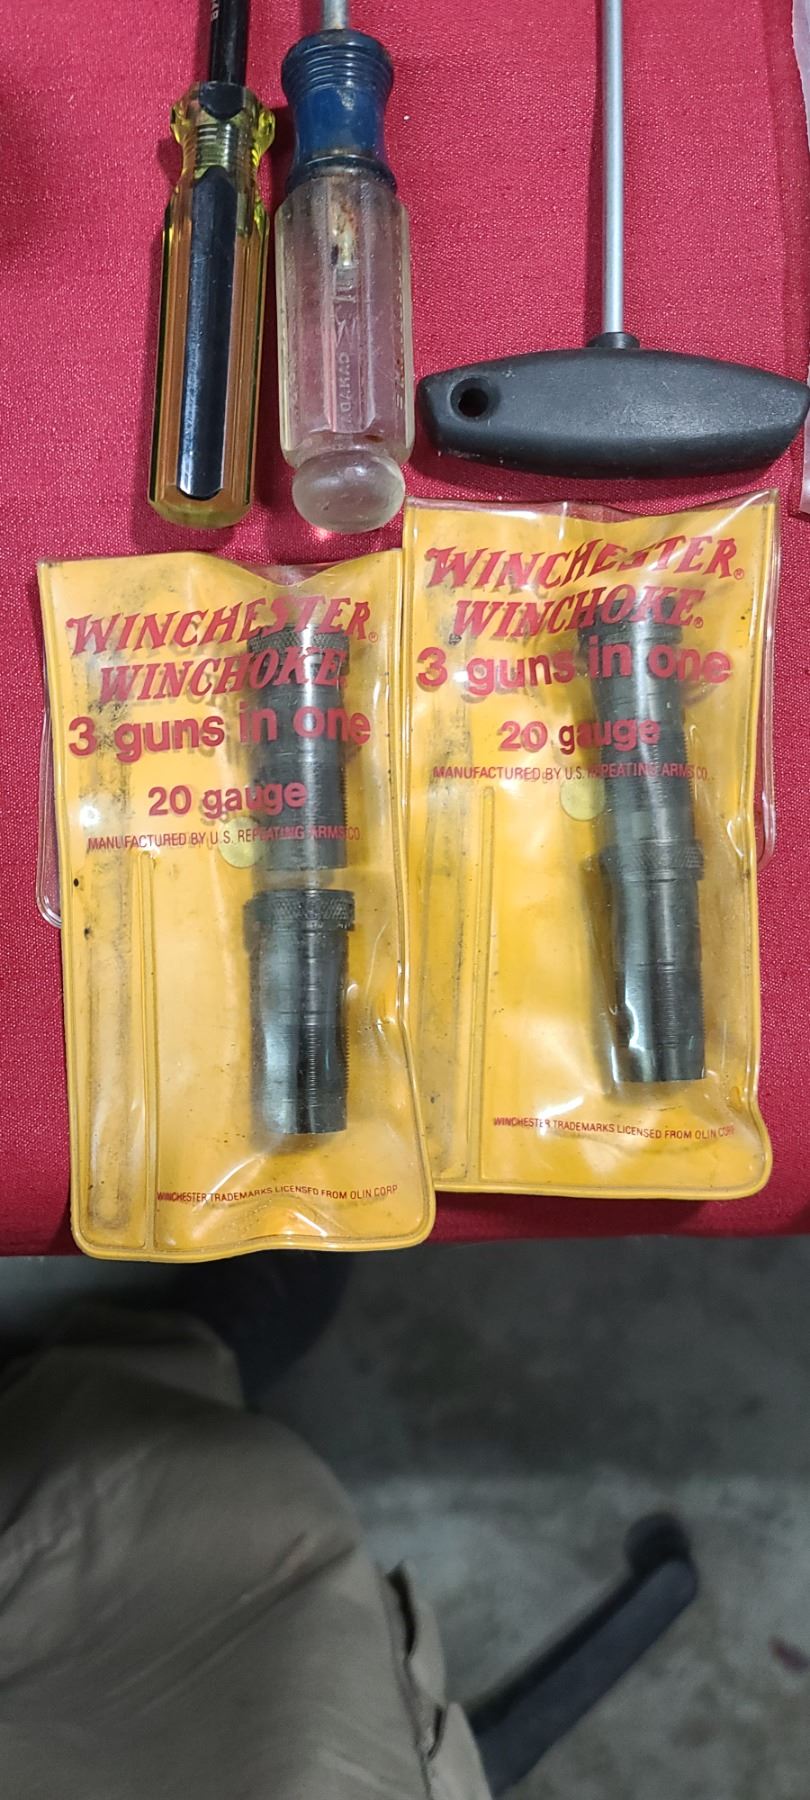 WINCHESTER®
WINCHOKE
3 guns in one
20 gauge
MANUFACTURED BY U.S. REPEATING ARMS CO.
WINCHESTER TRADEMARKS LICENSED FROM OLIN CORP
WINCHESTER®
WINCHOKE®
3 guns in one
20 gauge
MANUFACTURED BY U.S. REPEATING ARMS CO.
WINCHESTER TRADEMARKS LICENSED FROM OLIN CORP